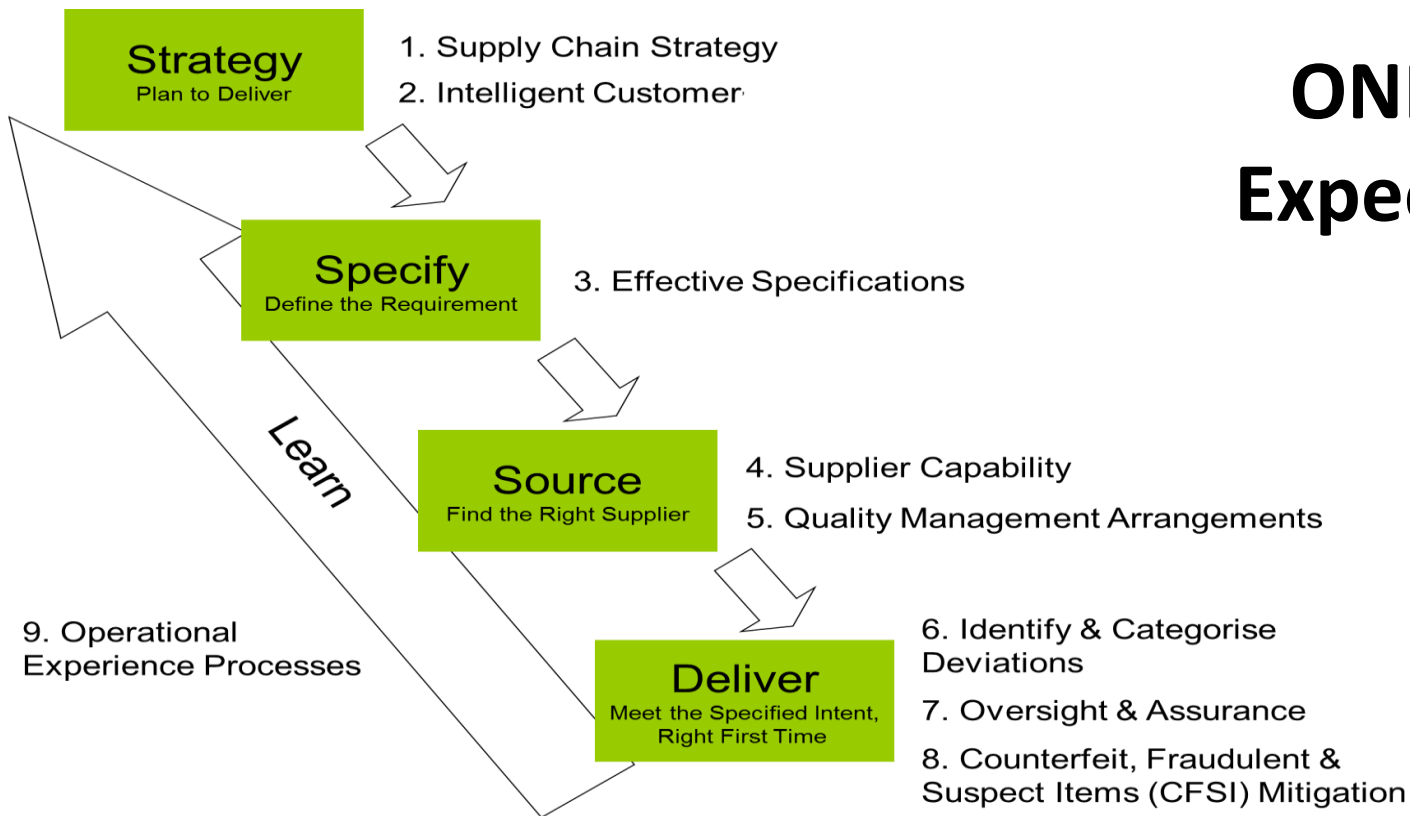 Strategy
Plan to Deliver
1. Supply Chain Strategy
2. Intelligent Customer
Specify
Define the Requirement
3. Effective Specifications
Learn
Source
Find the Right Supplier
4. Supplier Capability
5. Quality Management Arrangements
9. Operational
Experience Processes
Deliver
Meet the Specified Intent,
Right First Time
6. Identify & Categorise
Deviations
7. Oversight & Assurance
8. Counterfeit, Fraudulent &
Suspect Items (CFSI) Mitigation